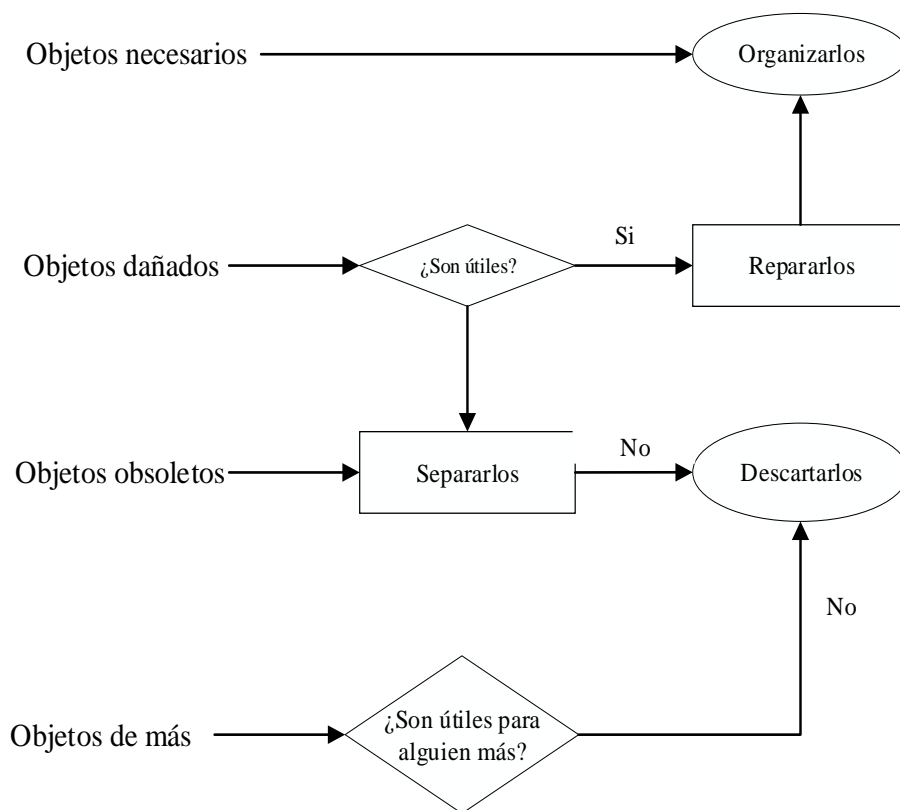 Objetos necesarios
Organizarlos
Objetos dañados
¿Son útiles?
Si
Repararlos
Objetos obsoletos
Separarlos
No
Descartarlos
No
Objetos de más
¿Son útiles para
alguien más?